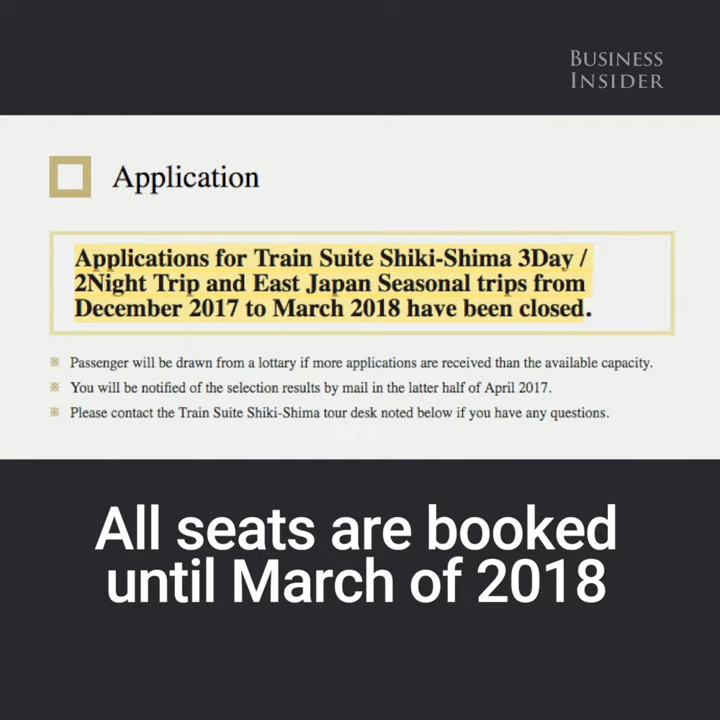 BUSINESS
INSIDER
Application
Applications for Train Suite Shiki-Shima 3Day /
2Night Trip and East Japan Seasonal trips from
December 2017 to March 2018 have been closed.
※ Passenger will be drawn from a lottary if more applications are received than the available capacity.
※ You will be notified of the selection results by mail in the latter half of April 2017.
※ Please contact the Train Suite Shiki-Shima tour desk noted below if you have any questions.
All seats are booked
until March of 2018